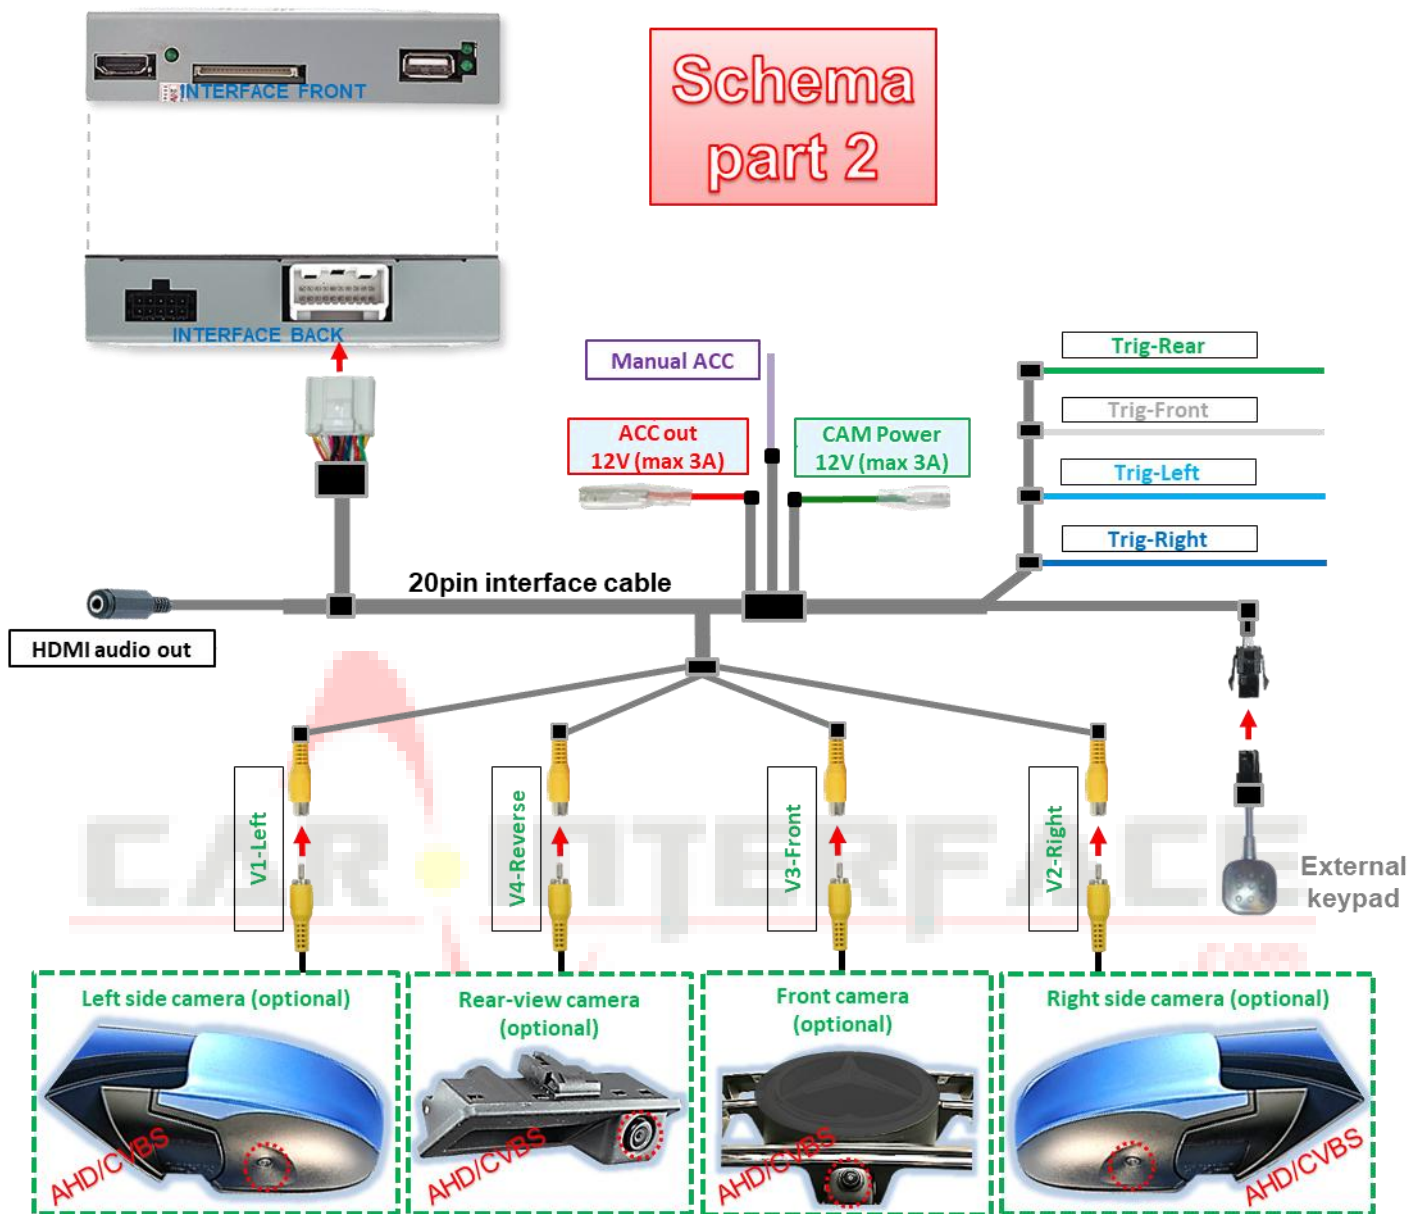 Schema
part 2
INTERFACE FRONT
INTERFACE BACK
Manual ACC
ACC out
12V (max 3A)
CAM Power
12V (max 3A)
Trig-Rear
Trig-Front
Trig-Left
Trig-Right
20pin interface cable
HDMI audio out
V1-Left
V4-Reverse
V3-Front
V2-Right
External
keypad
CAR INTERFACE
.com
Left side camera (optional)
AHD/CVBS
Rear-view camera
(optional)
AHD/CVBS
Front camera
(optional)
AHD/CVBS
Right side camera (optional)
AHD/CVBS